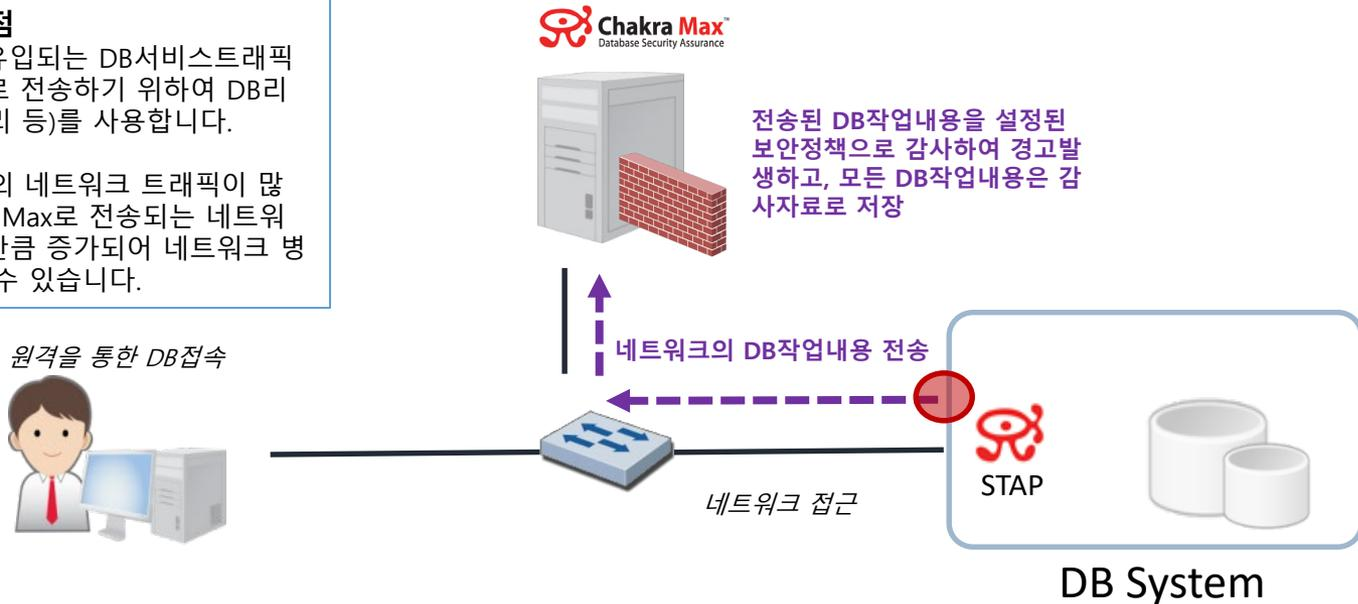 점
유입되는 DB서비스트래픽
로 전송하기 위하여 DB리
리 등)를 사용합니다.
의 네트워크 트래픽이 많
Max로 전송되는 네트워
만큼 증가되어 네트워크 병
수 있습니다.
Chakra Max™
Database Security Assurance
전송된 DB작업내용을 설정된
보안정책으로 감사하여 경고발
생하고, 모든 DB작업내용은 감
사자료로 저장
원격을 통한 DB접속
네트워크의 DB작업내용 전송
STAP
네트워크 접근
DB System